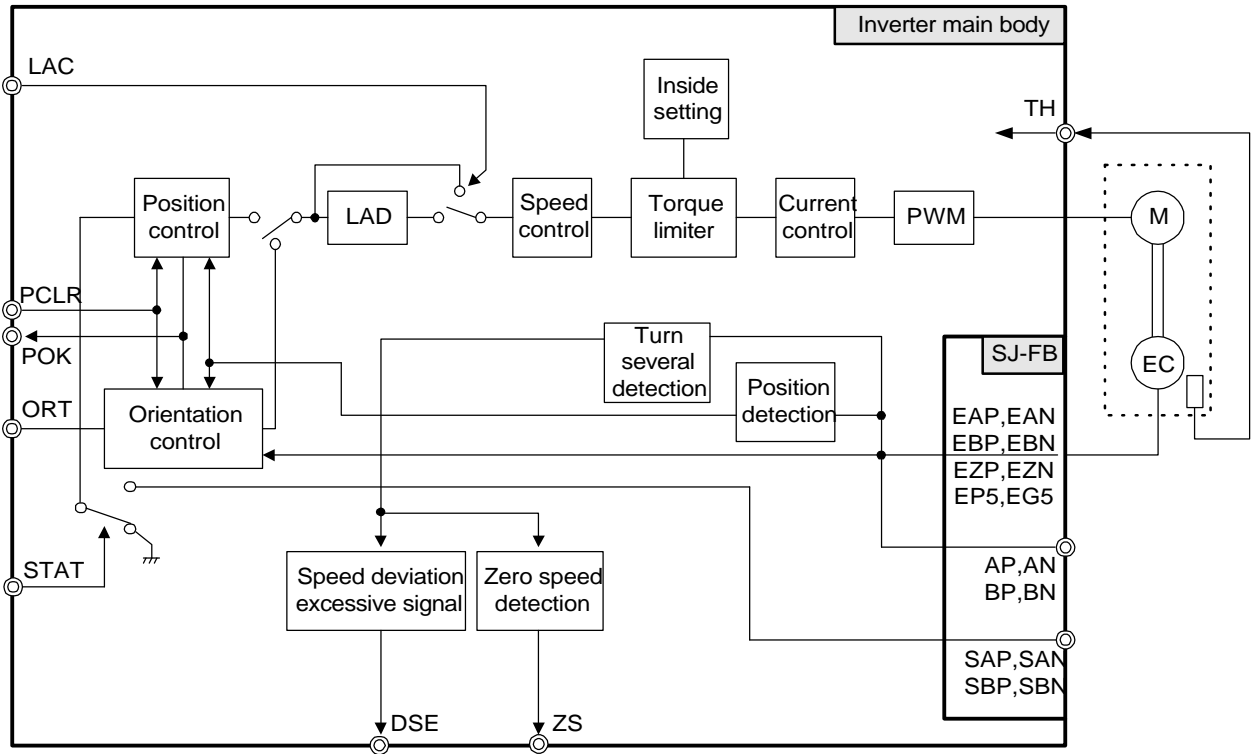 Inverter main body
LAC
Inside
setting
TH
Position
control
LAD
Speed
control
Torque
limiter
Current
control
PWM
M
PCLR
POK
Turn
several
detection
SJ-FB
EC
ORT
Orientation
control
Position
detection
EAP,EAN
EBP,EBN
EZP,EZN
EP5,EG5
STAT
Speed deviation
excessive signal
Zero speed
detection
AP,AN
BP,BN
SAP,SAN
SBP,SBN
DSE
ZS